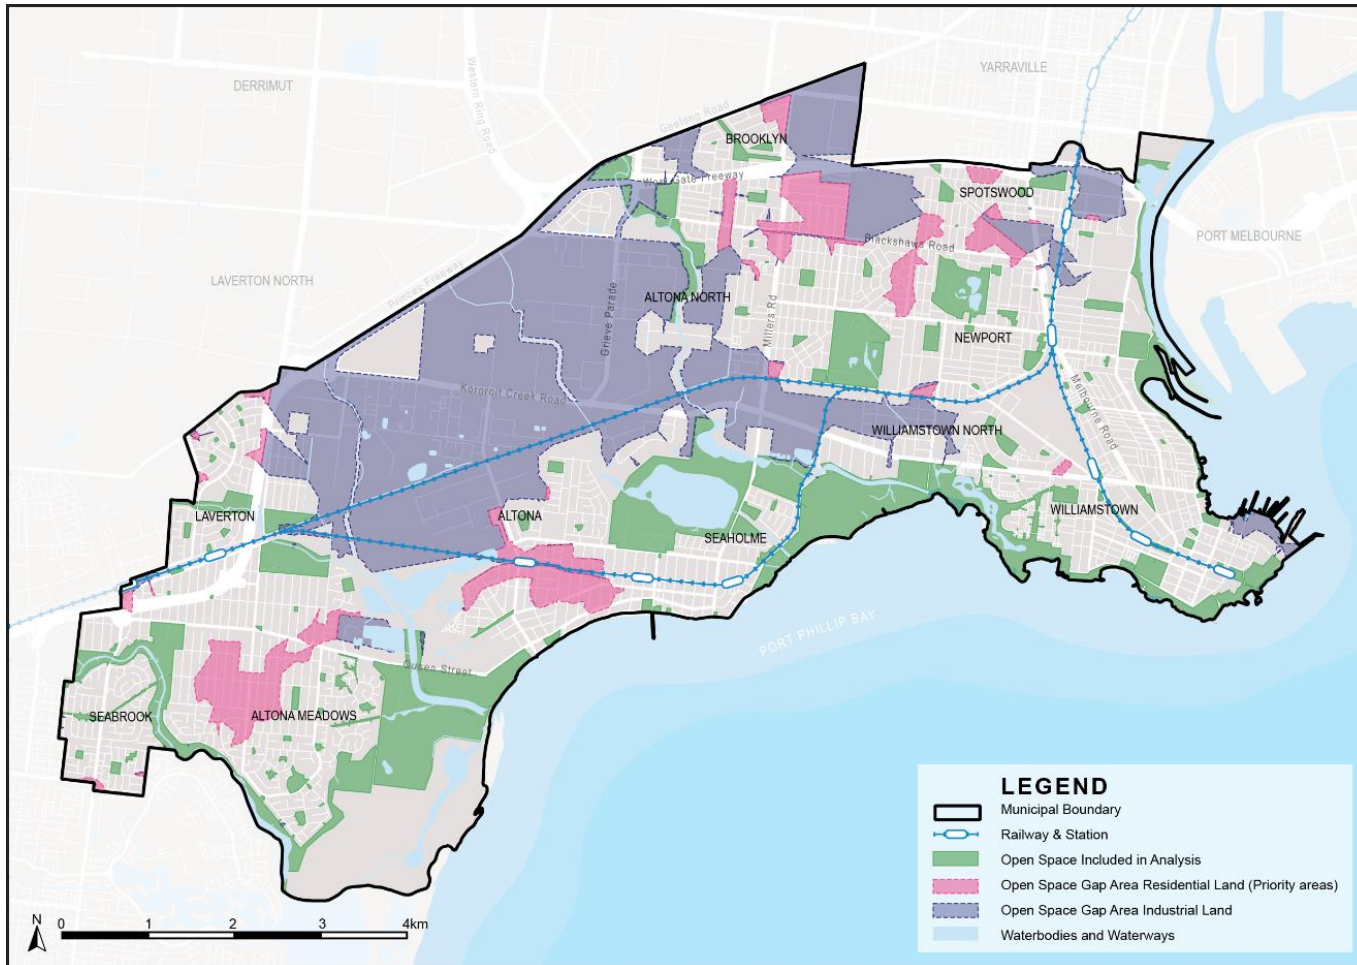 YARRAVILLE
DERRIMUT
Western Ring Road
Geelong Road
BROOKLYN
West Gate Freeway
SPOTSWOOD
Blackshaws Road
PORT MELBOURNE
LAVERTON NORTH
Princes Freeway
Grieve Parade
ALTONA NORTH
Millers Rd
NEWPORT
Kororoit Creek Road
Melbourne Road
WILLIAMSTOWN NORTH
LAVERTON
ALTONA
SEAHOLME
WILLIAMSTOWN
PORT PHILLIP BAY
Queen Street
SEABROOK
ALTONA MEADOWS
LEGEND
Municipal Boundary
Railway & Station
Open Space Included in Analysis
Open Space Gap Area Residential Land (Priority areas)
Open Space Gap Area Industrial Land
Waterbodies and Waterways
N
0 1 2 3 4km